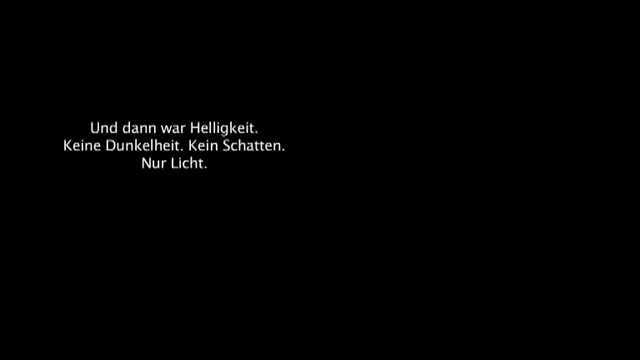 Und dann war Helligkeit.
Keine Dunkelheit. Kein Schatten.
Nur Licht.